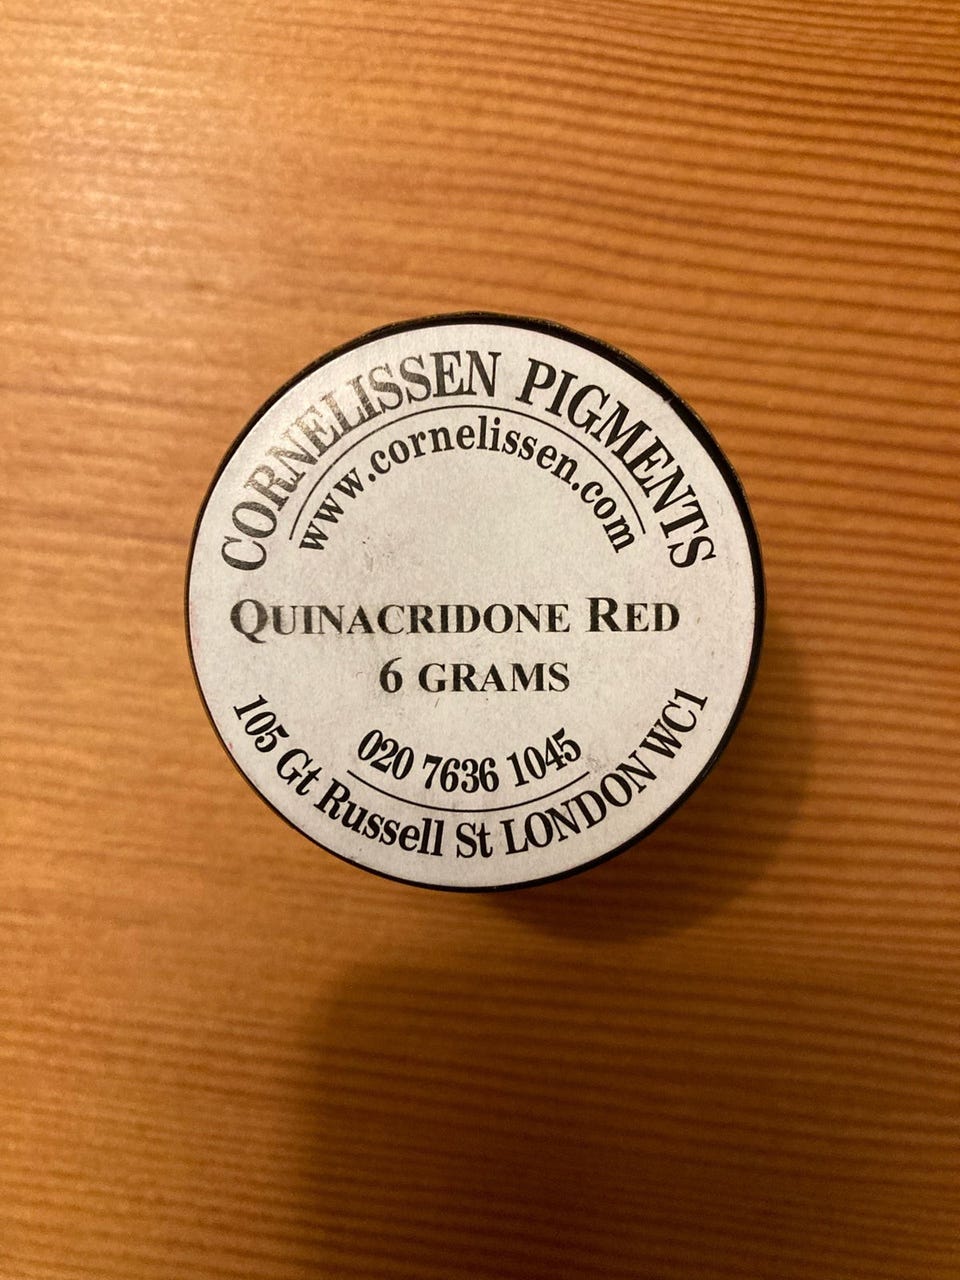 CORNELISSEN PIGMENTS
www.cornelissen.com
QUINACRIDONE RED
6 GRAMS
020 7636 1045
105 Gt Russell St LONDON WC1